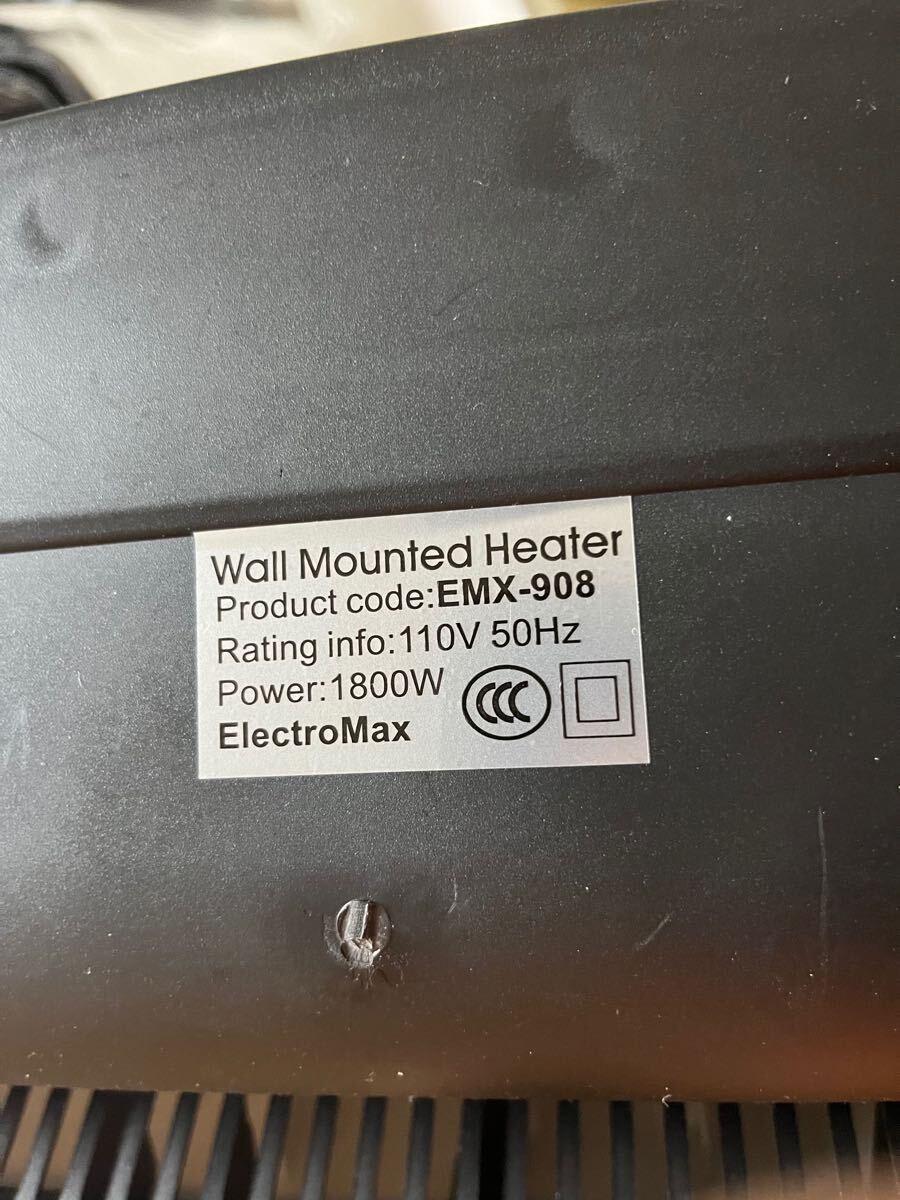 Wall Mounted Heater
Product code:EMX-908
Rating info:110V 50Hz
Power:1800W
ElectroMax
CCC